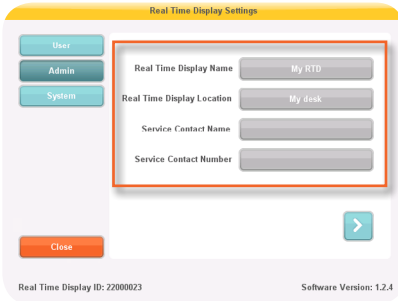 Real Time Display Settings
User
Admin
System
Real Time Display Name
My RTD
Real Time Display Location
My desk
Service Contact Name
Service Contact Number
Close
Real Time Display ID: 22000023
Software Version: 1.2.4